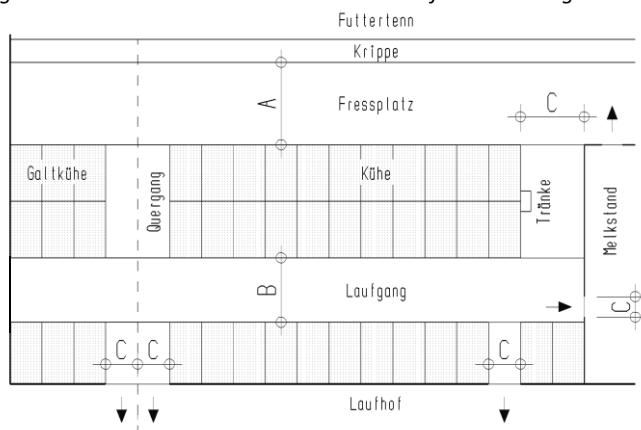 Futtertenn
Krippe
A
Fressplatz
C
Galtkühe
Quergang
Kühe
Tränke
Melkstand
B
Laufgang
C
C
C
C
Laufhof